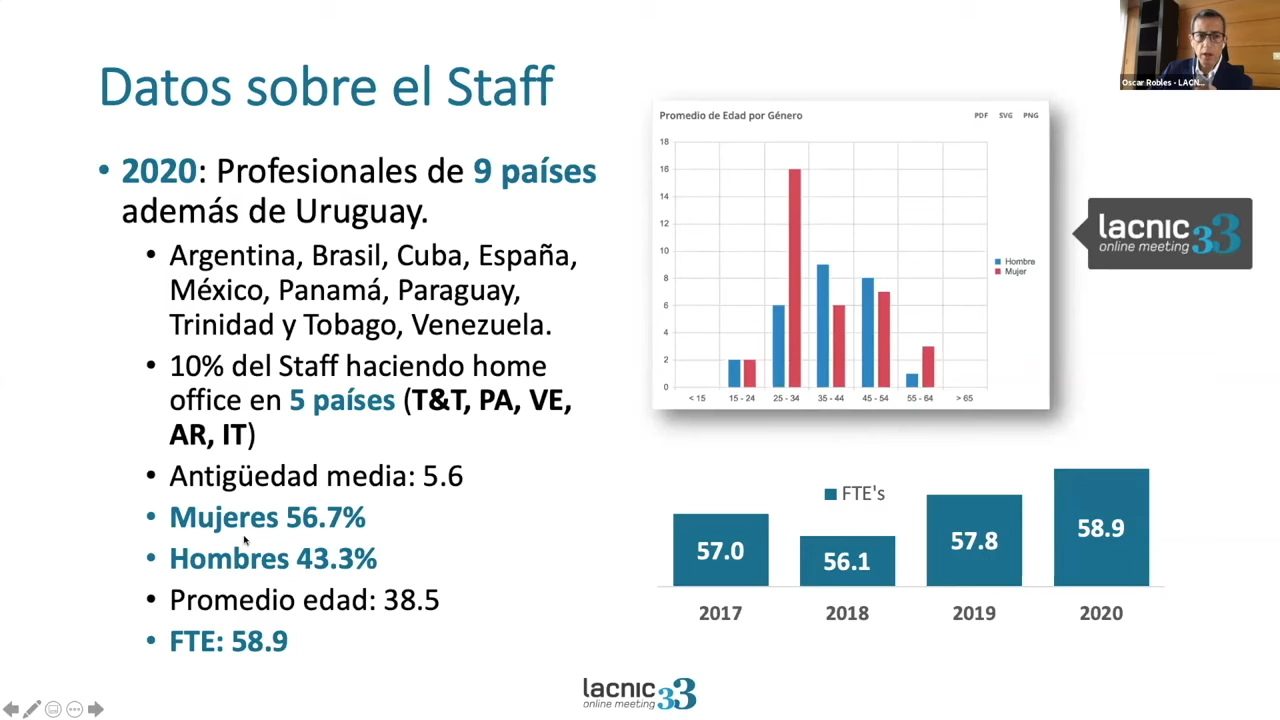 Datos sobre el Staff
• 2020: Profesionales de 9 países
además de Uruguay.
• Argentina, Brasil, Cuba, España,
México, Panamá, Paraguay,
Trinidad y Tobago, Venezuela.
• 10% del Staff haciendo home
office en 5 países (T&T, PA, VE,
AR, IT)
• Antigüedad media: 5.6
• Mujeres 56.7%
• Hombres 43.3%
• Promedio edad: 38.5
• FTE: 58.9
Promedio de Edad por Género
PDF SVG PNG
18
16
14
12
10
8
6
4
2
0
< 15 15 - 24 25 - 34 35 - 44 45 - 54 55 - 64 > 65
Hombre
Mujer
FTE's
57.0 56.1 57.8 58.9
2017 2018 2019 2020
Oscar Robles - LACN...
lacnic 33
online meeting
lacnic 33
online meeting